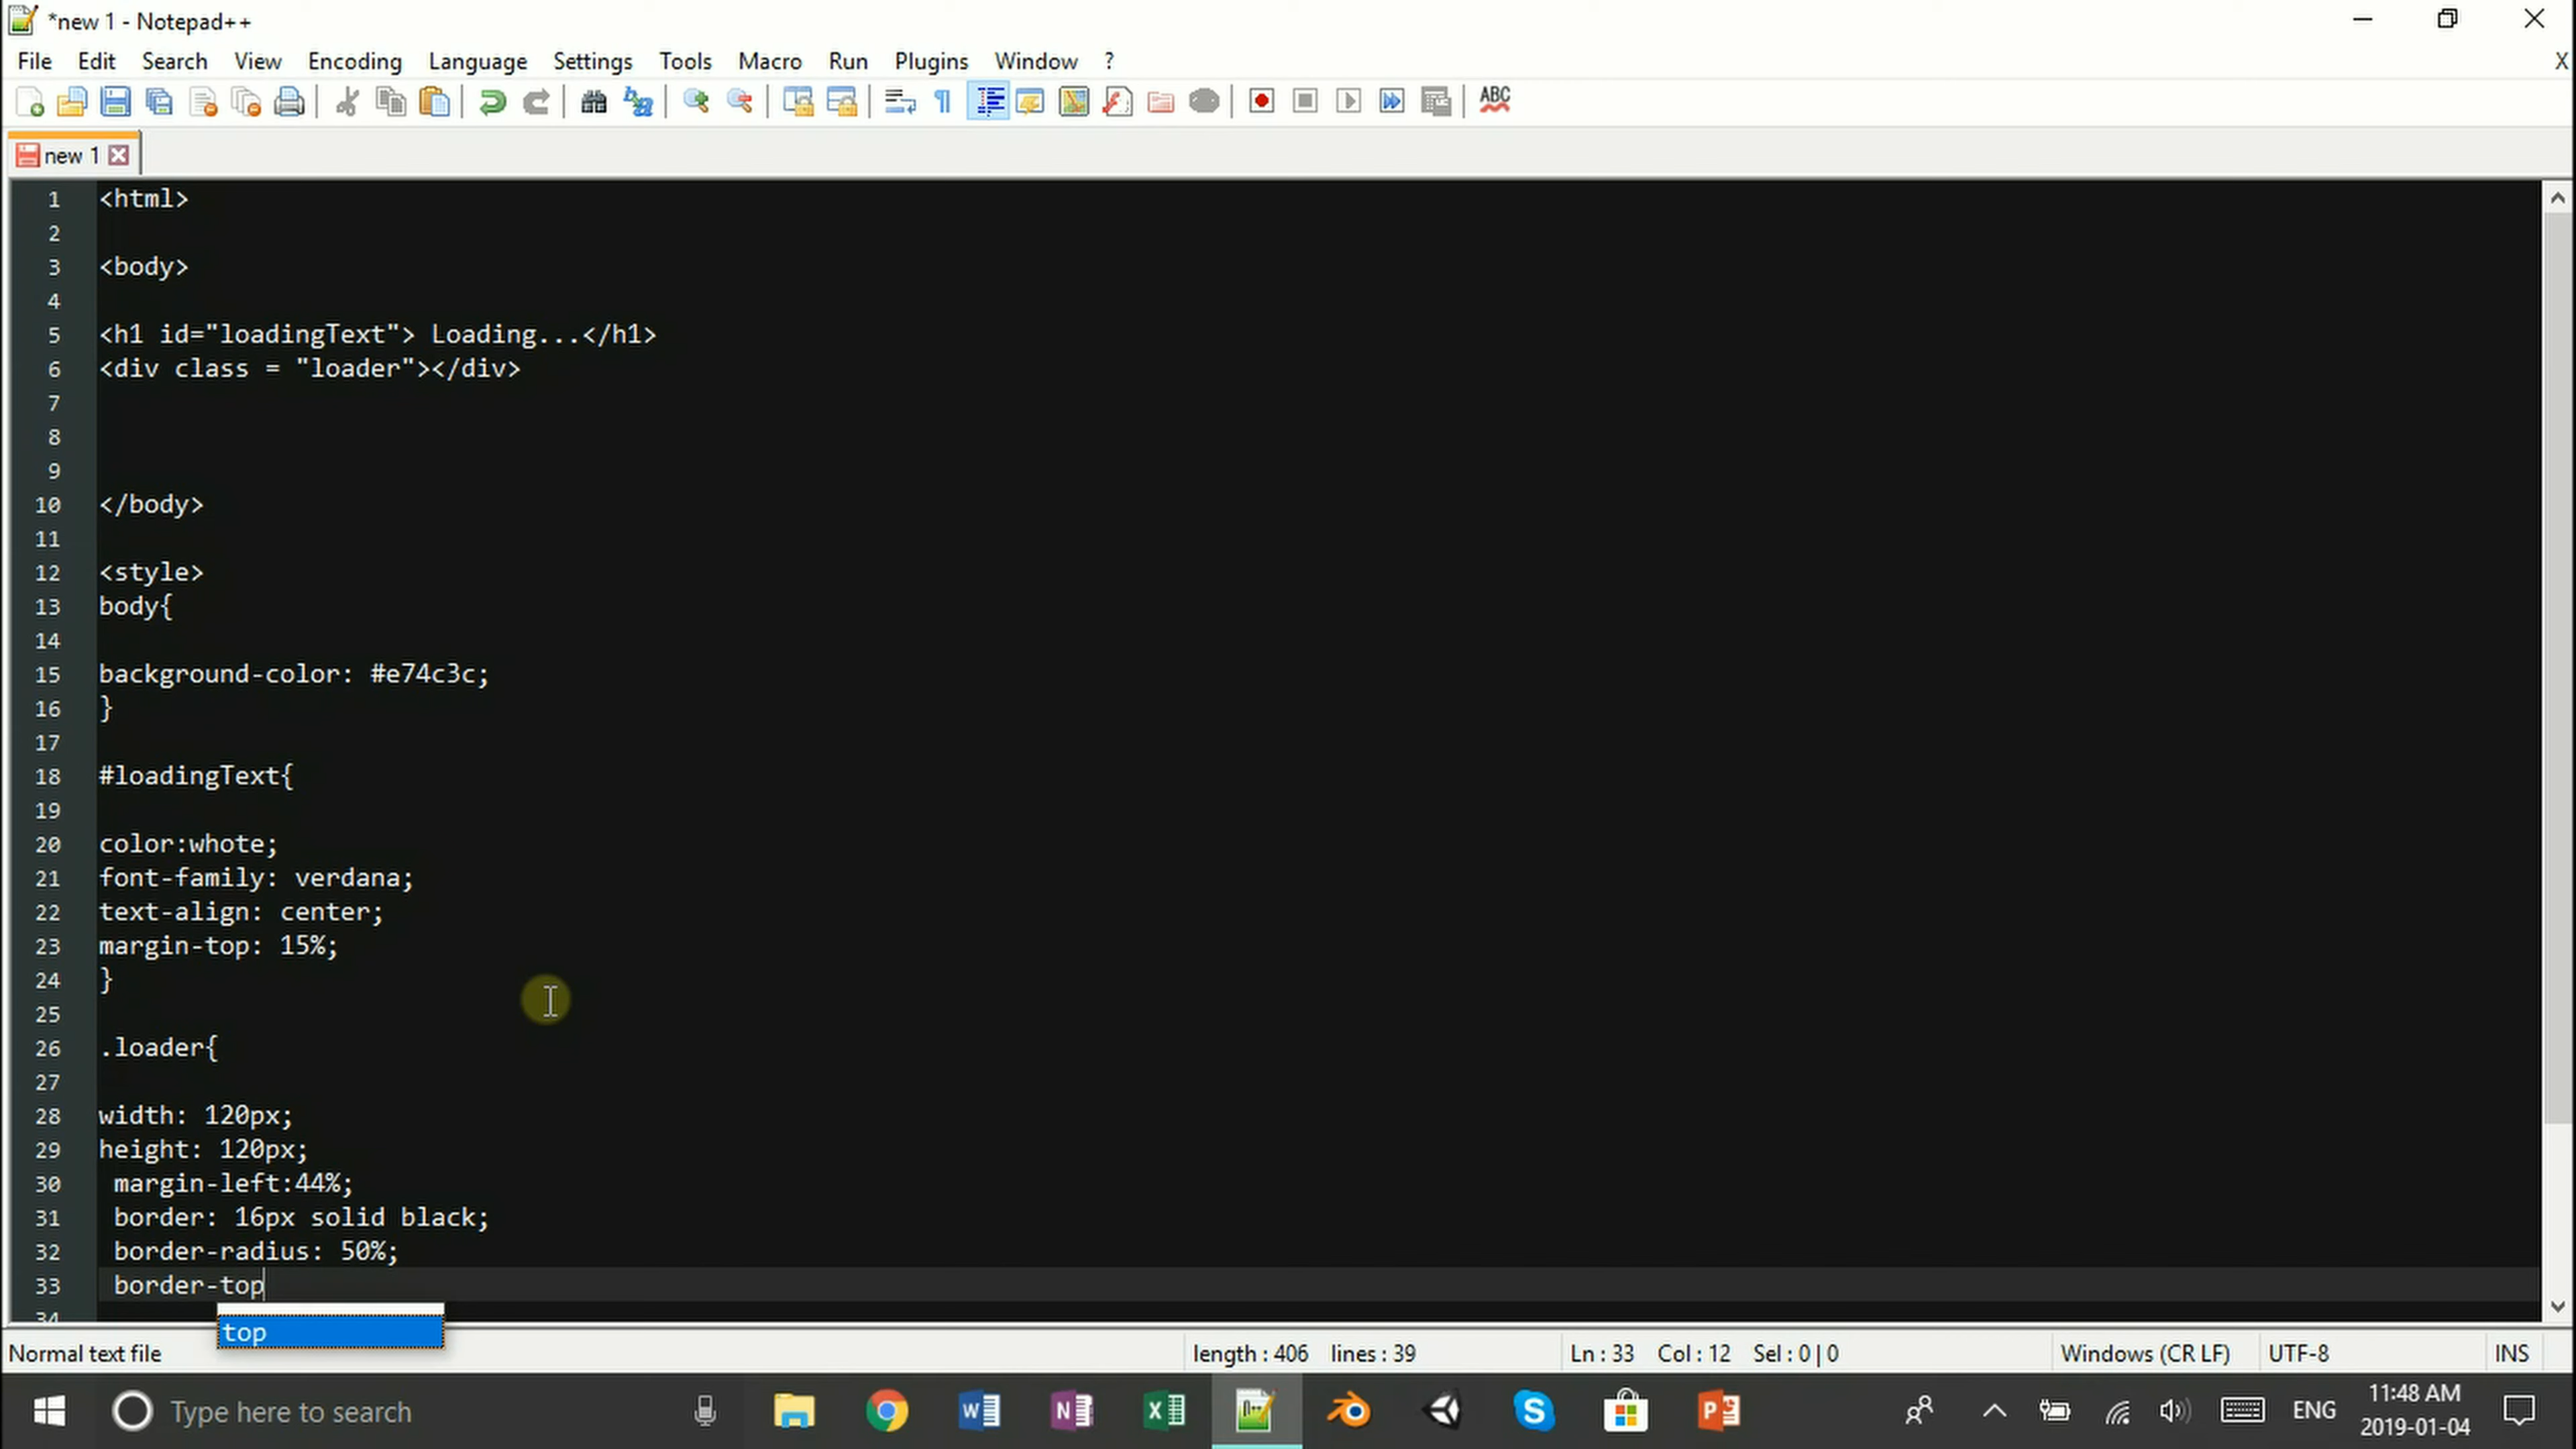 *new 1 - Notepad++
File Edit Search View Encoding Language Settings Tools Macro Run Plugins Window ? X
ABC
new 1
1 <html>
2
3 <body>
4
5 <h1 id="loadingText"> Loading...</h1>
6 <div class = "loader"></div>
7
8
9
10 </body>
11
12 <style>
13 body{
14
15 background-color: #e74c3c;
16 }
17
18 #loadingText{
19
20 color:whote;
21 font-family: verdana;
22 text-align: center;
23 margin-top: 15%;
24 }
25
26 .loader{
27
28 width: 120px;
29 height: 120px;
30 margin-left:44%;
31 border: 16px solid black;
32 border-radius: 50%;
33 border-top
34
top
Normal text file length : 406 lines : 39 Ln : 33 Col : 12 Sel : 0 | 0 Windows (CR LF) UTF-8 INS
Type here to search
ENG
11:48 AM
2019-01-04